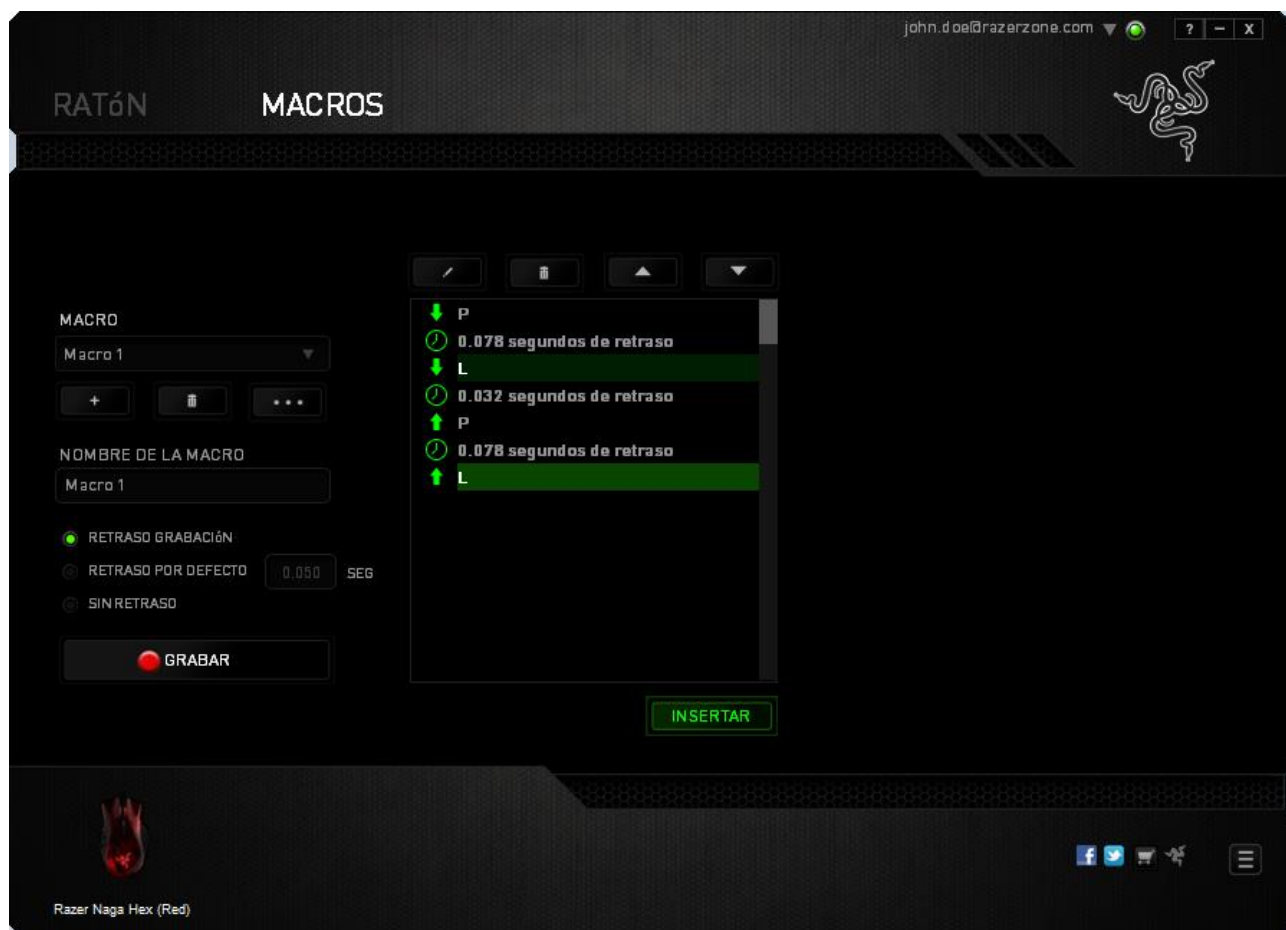 john.doe@razerzone.com
? – X
RATóN
MACROS
MACRO
Macro 1
+
...
NOMBRE DE LA MACRO
Macro 1
RETRASO GRABACIóN
RETRASO POR DEFECTO 0.050 SEG
SIN RETRASO
GRABAR
P
0.078 segundos de retraso
L
0.032 segundos de retraso
P
0.078 segundos de retraso
L
INSERTAR
Razer Naga Hex (Red)